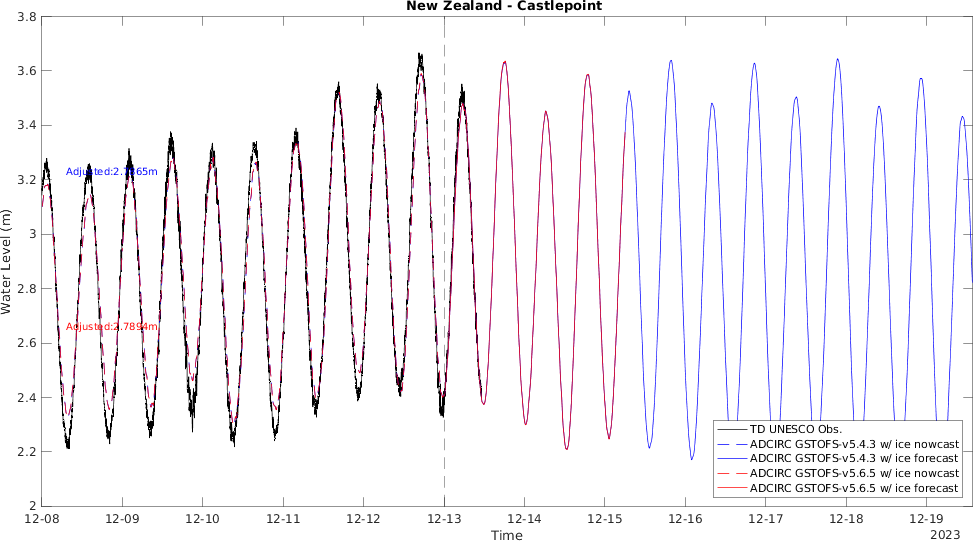 New Zealand - Castlepoint
3.8
3.6
3.4
3.2
3
2.8
2.6
2.4
2.2
2
Water Level (m)
Adjusted:2.7865m
Adjusted:2.7894m
TD UNESCO Obs.
ADCIRC GSTOFS-v5.4.3 w/ ice nowcast
ADCIRC GSTOFS-v5.4.3 w/ ice forecast
ADCIRC GSTOFS-v5.6.5 w/ ice nowcast
ADCIRC GSTOFS-v5.6.5 w/ ice forecast
12-08 12-09 12-10 12-11 12-12 12-13 12-14 12-15 12-16 12-17 12-18 12-19
Time
2023